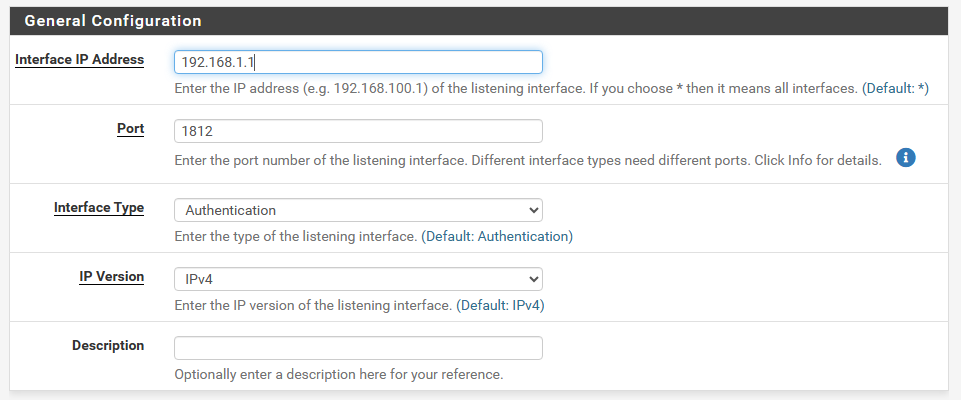 General Configuration
Interface IP Address
192.168.1.1
Enter the IP address (e.g. 192.168.100.1) of the listening interface. If you choose * then it means all interfaces. (Default: *)
Port
1812
Enter the port number of the listening interface. Different interface types need different ports. Click Info for details.
Interface Type
Authentication
Enter the type of the listening interface. (Default: Authentication)
IP Version
IPv4
Enter the IP version of the listening interface. (Default: IPv4)
Description
Optionally enter a description here for your reference.